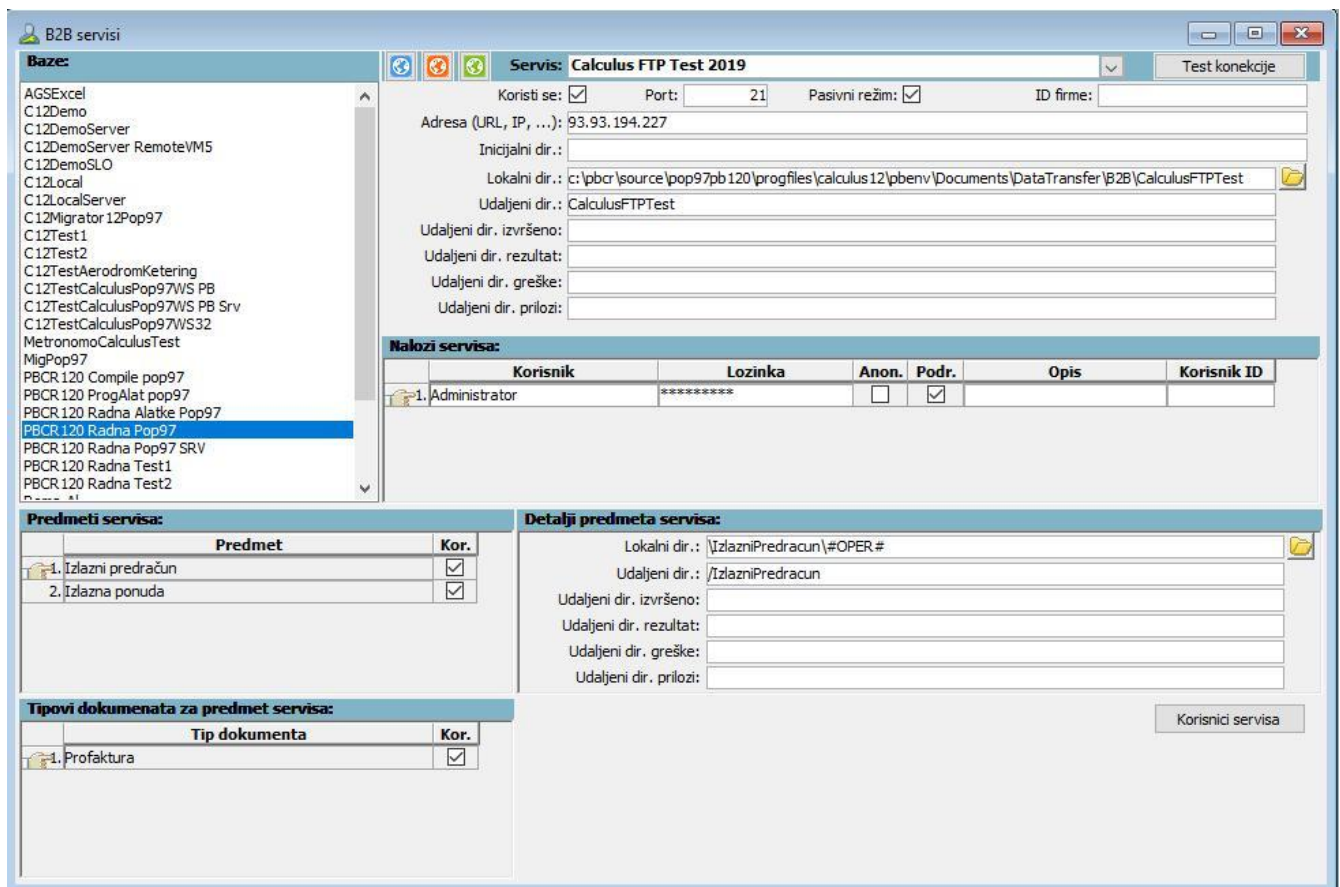 B2B servisi
Baze:
AGSExcel
C12Demo
C12DemoServer
C12DemoServer RemoteVM5
C12DemoSLO
C12Local
C12LocalServer
C12Migrator12Pop97
C12Test1
C12Test2
C12TestAerodromKetering
C12TestCalculusPop97WS PB
C12TestCalculusPop97WS PB Srv
C12TestCalculusPop97WS32
MetronomoCalculusTest
MigPop97
PBCR120 Compile pop97
PBCR120 ProgAlat pop97
PBCR120 Radna Alatke Pop97
PBCR120 Radna Pop97
PBCR120 Radna Pop97 SRV
PBCR120 Radna Test1
PBCR120 Radna Test2
Servis: Calculus FTP Test 2019 Test konekcije
Koristi se: Port: 21 Pasivni režim: ID firme:
Adresa (URL, IP, ...): 93.93.194.227
Inicijalni dir.:
Lokalni dir.: c:\pbcr\source\pop97pb120\progfiles\calculus12\pbenv\Documents\DataTransfer\B2B\CalculusFTPTest
Udaljeni dir.: CalculusFTPTest
Udaljeni dir. izvršeno:
Udaljeni dir. rezultat:
Udaljeni dir. greške:
Udaljeni dir. prilozi:
Nalozi servisa:
Korisnik Lozinka Anon. Podr. Opis Korisnik ID
1. Administrator *********
Predmeti servisa:
Predmet Kor.
1. Izlazni predračun
2. Izlazna ponuda
Detalji predmeta servisa:
Lokalni dir.: \IzlazniPredracun\#OPER#
Udaljeni dir.: /IzlazniPredracun
Udaljeni dir. izvršeno:
Udaljeni dir. rezultat:
Udaljeni dir. greške:
Udaljeni dir. prilozi:
Tipovi dokumenata za predmet servisa:
Tip dokumenta Kor.
1. Profaktura
Korisnici servisa